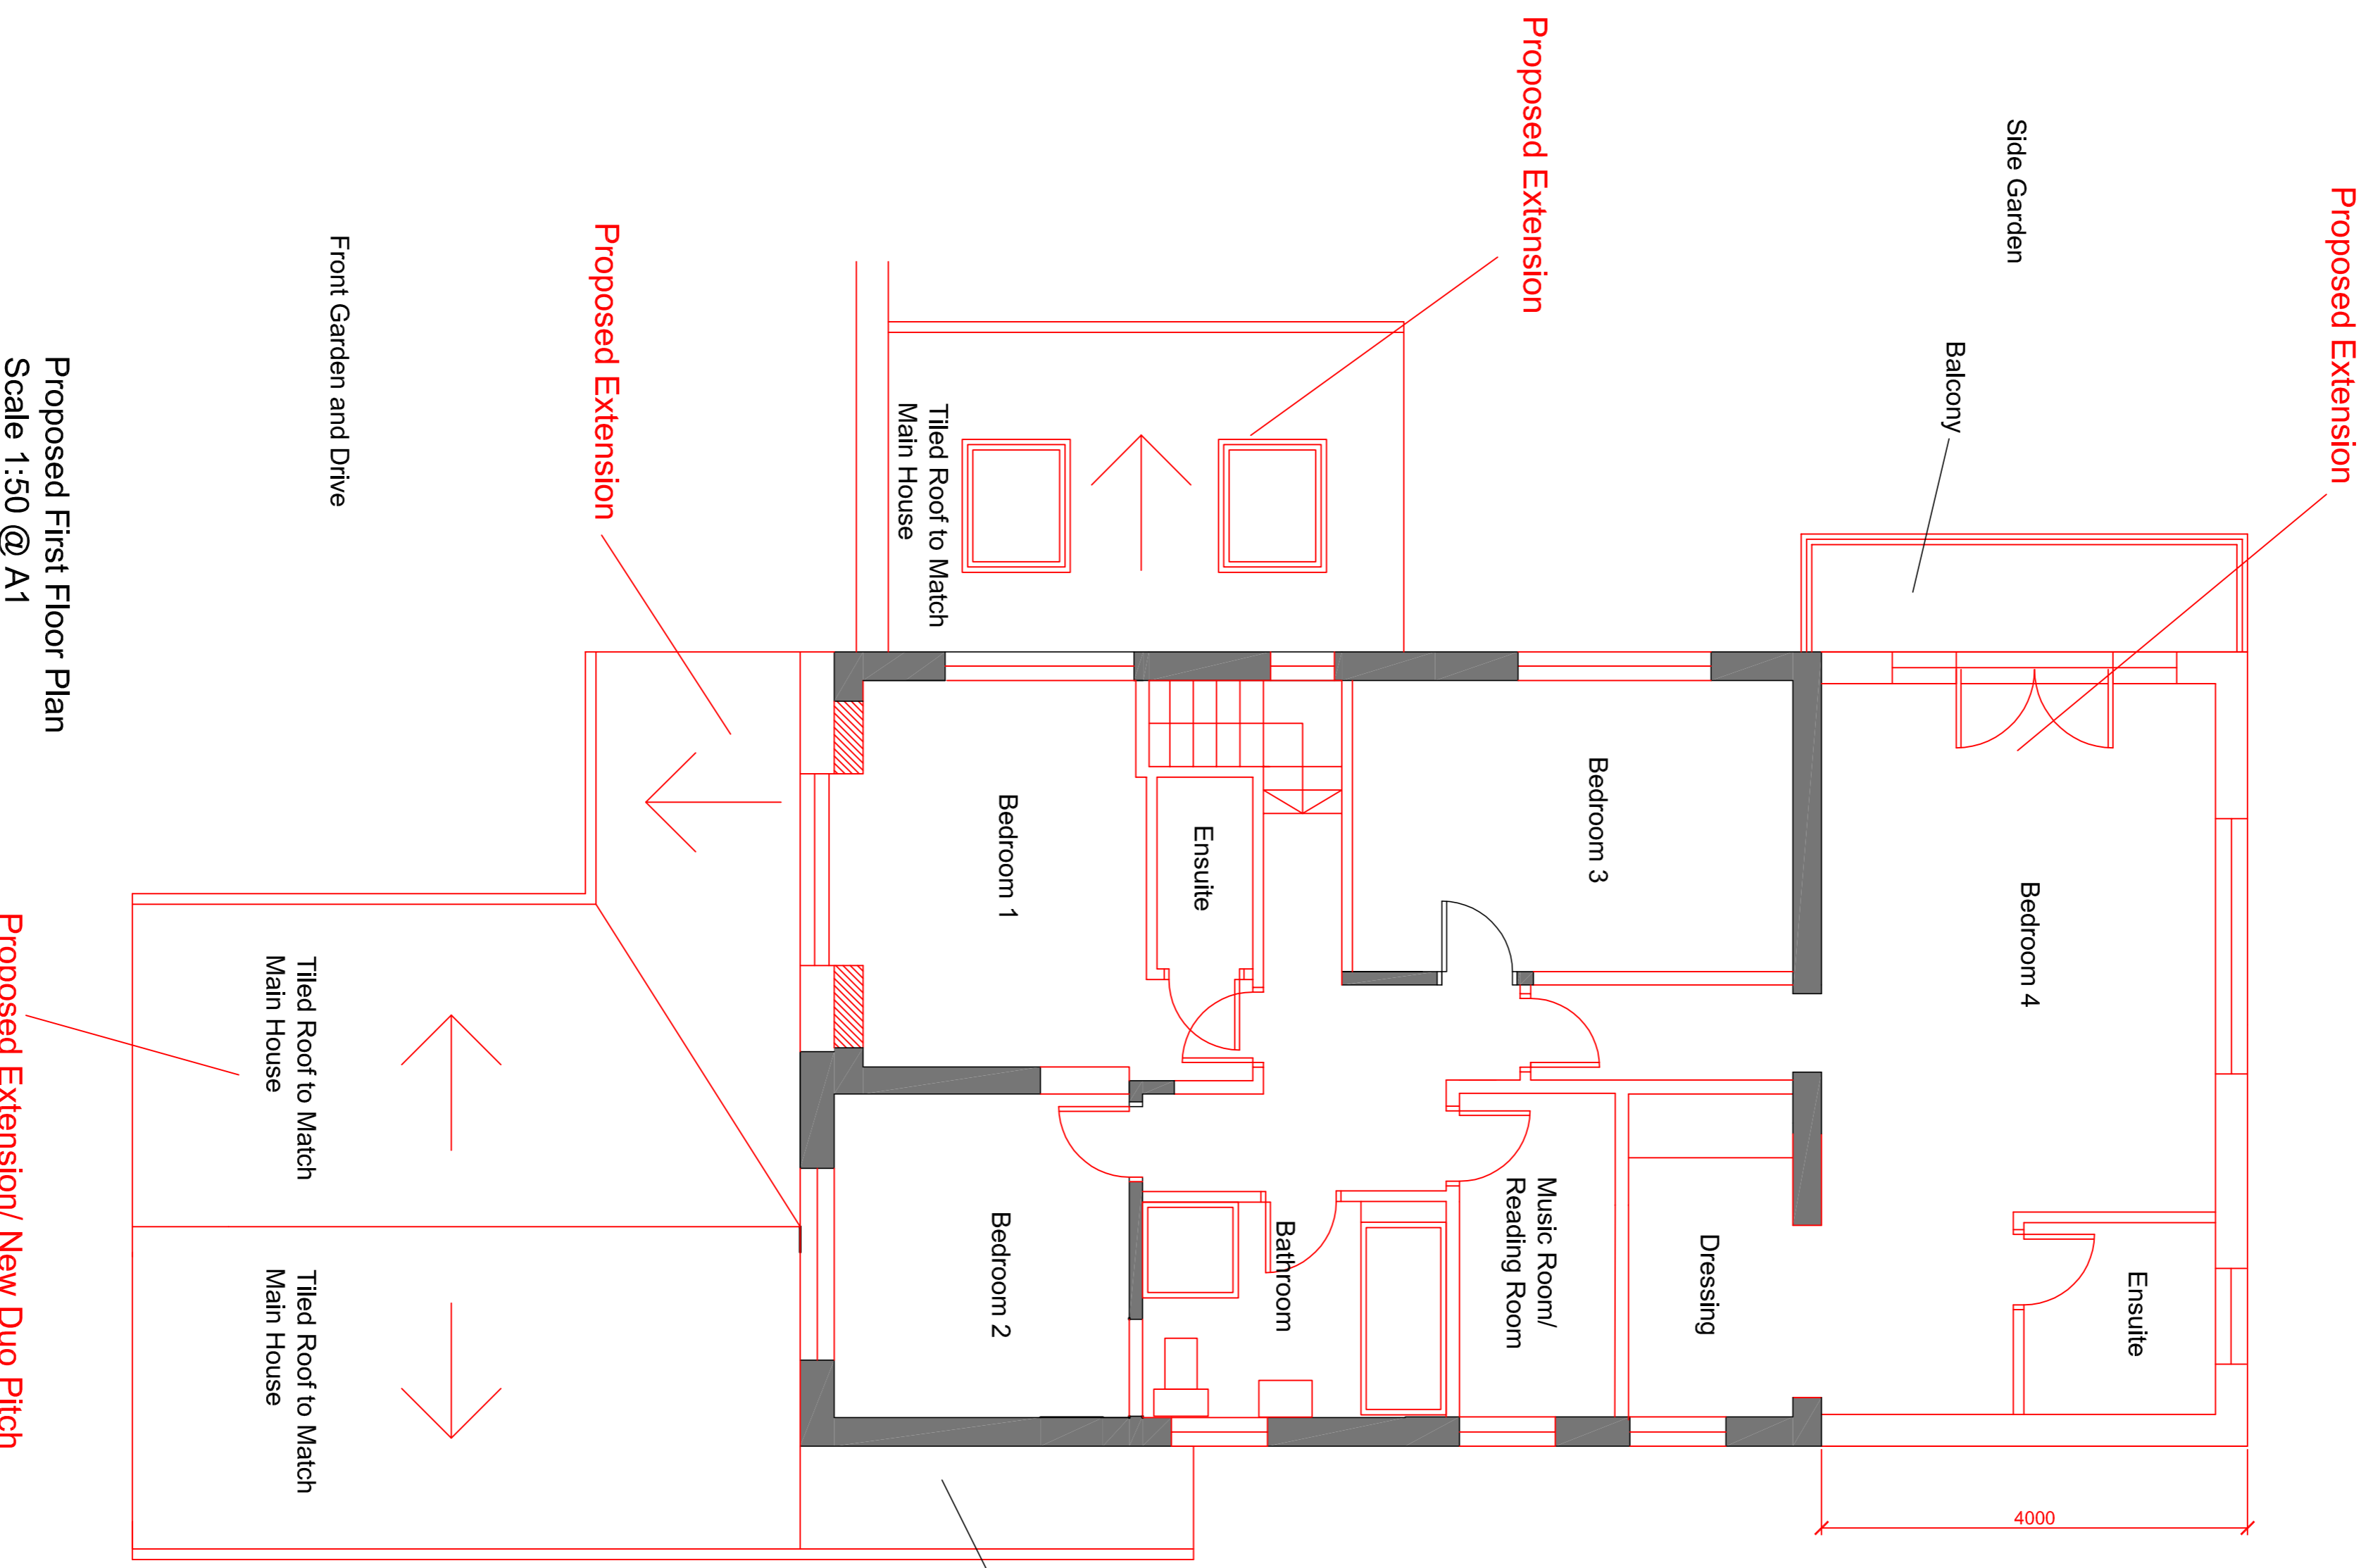 Proposed Extension
Side Garden
Balcony
Bedroom 4
Ensuite
4000
Proposed Extension
Bedroom 3
Music Room/
Reading Room
Dressing
Bathroom
Ensuite
Bedroom 1
Bedroom 2
Tiled Roof to Match
Main House
Proposed Extension
Front Garden and Drive
Tiled Roof to Match
Main House
Tiled Roof to Match
Main House
Proposed First Floor Plan
Scale 1:50 @ A1
Proposed Extension/ New Duo Pitch